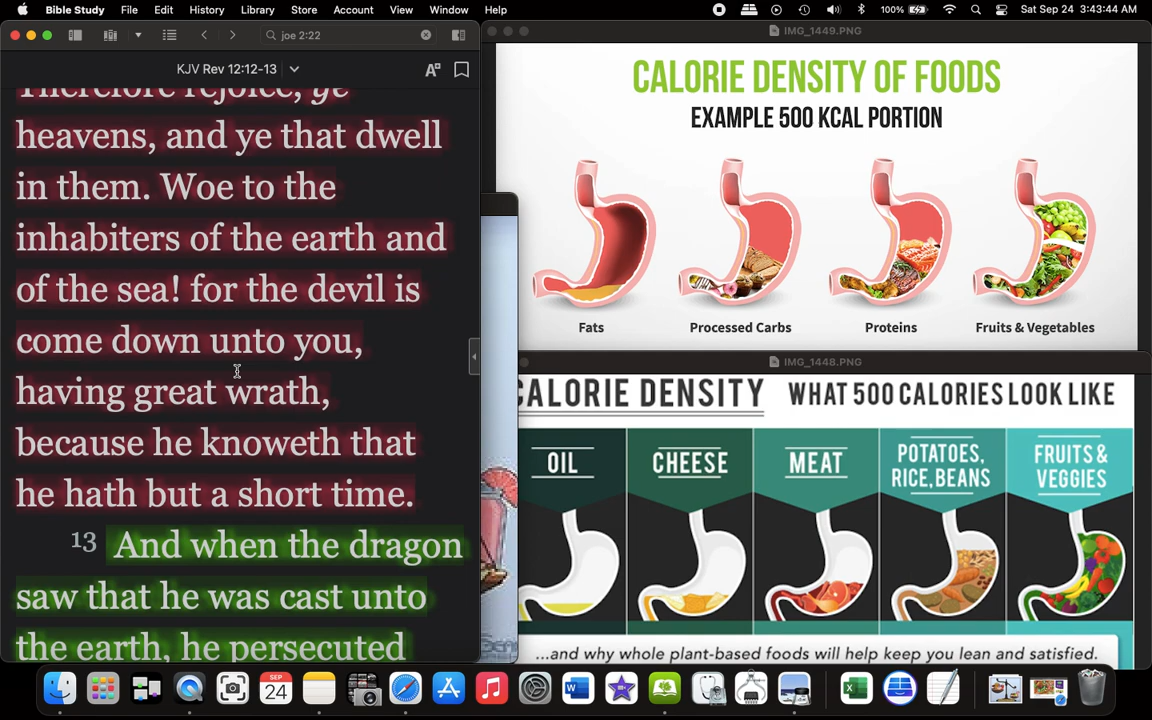 Bible Study File Edit History Library Store Account View Window Help
100% Sat Sep 24 3:43:44 AM
joe 2:22
KJV Rev 12:12-13
Therefore rejoice, ye
heavens, and ye that dwell
in them. Woe to the
inhabiters of the earth and
of the sea! for the devil is
come down unto you,
having great wrath,
because he knoweth that
he hath but a short time.
13 And when the dragon
saw that he was cast unto
the earth, he persecuted
IMG_1449.PNG
CALORIE DENSITY OF FOODS
EXAMPLE 500 KCAL PORTION
Fats Processed Carbs Proteins Fruits & Vegetables
IMG_1448.PNG
CALORIE DENSITY WHAT 500 CALORIES LOOK LIKE
OIL
CHEESE
MEAT
POTATOES,
RICE, BEANS
FRUITS &
VEGGIES
...and why whole plant-based foods will help keep you lean and satisfied.
SEP
24